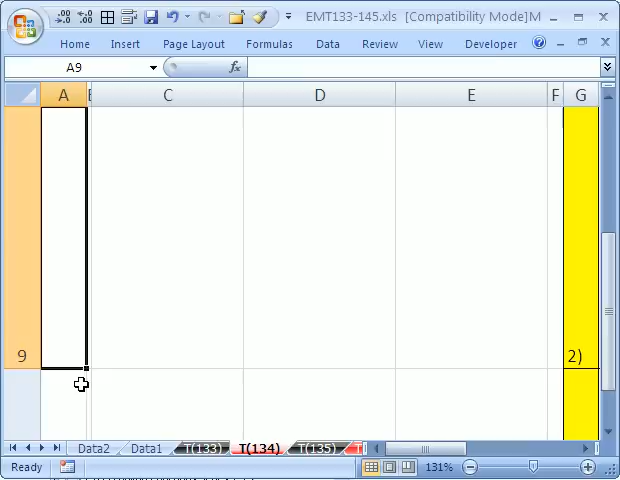 EMT133-145.xls [Compatibility Mode]M
Home Insert Page Layout Formulas Data Review View Developer
A9 fx
A C D E F G
9 2)
Data2 Data1 T(133) T(134) T(135)
Ready 131%